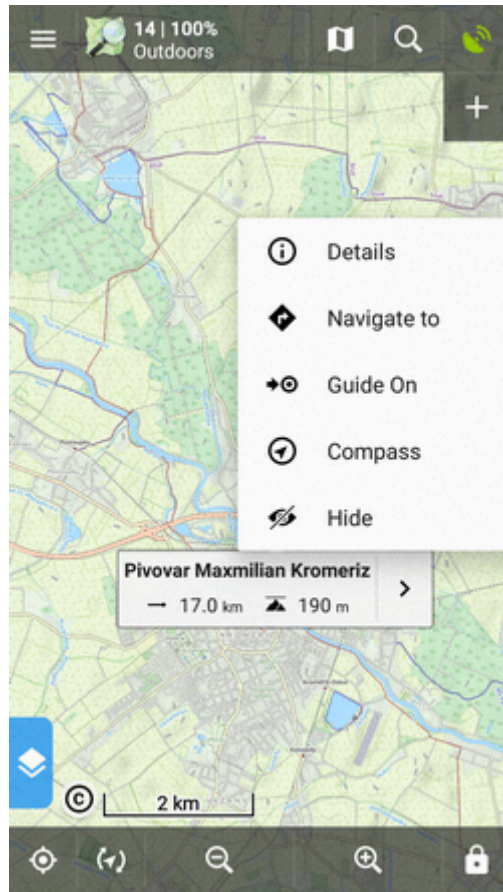 14 | 100%
Outdoors
Details
Navigate to
Guide On
Compass
Hide
Pivovar Maxmilian Kromeriz
17.0 km 190 m
© 2 km